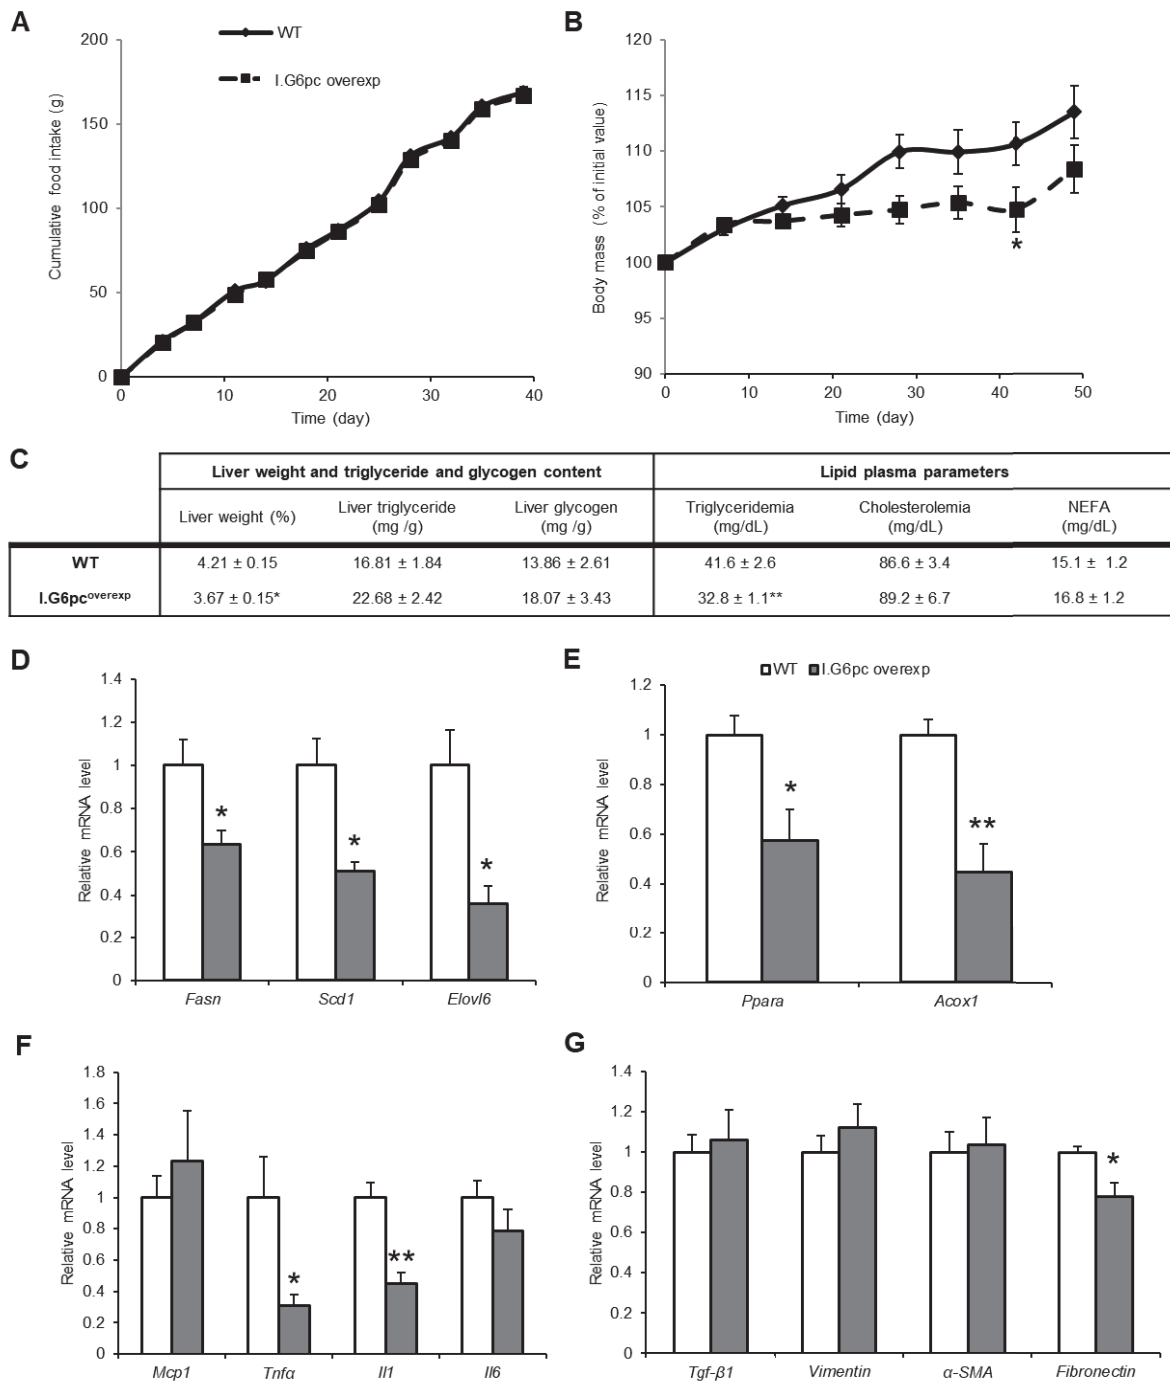 A
WT
I.G6pc overexp
200
150
100
50
0
0 10 20 30 40
Cumulative food intake (g)
Time (day)
B
120
115
110
105
100
95
90
0 10 20 30 40 50
Body mass (% of initial value)
Time (day)
*
C
Liver weight and triglyceride and glycogen content Lipid plasma parameters
Liver weight (%) Liver triglyceride (mg /g) Liver glycogen (mg /g) Triglyceridemia (mg/dL) Cholesterolemia (mg/dL) NEFA (mg/dL)
WT 4.21 ± 0.15 16.81 ± 1.84 13.86 ± 2.61 41.6 ± 2.6 86.6 ± 3.4 15.1 ± 1.2
I.G6pcoverexp 3.67 ± 0.15* 22.68 ± 2.42 18.07 ± 3.43 32.8 ± 1.1** 89.2 ± 6.7 16.8 ± 1.2
D
1.4
1.2
1
0.8
0.6
0.4
0.2
0
Relative mRNA level
* * *
Fasn Scd1 Elovl6
E
WT I.G6pc overexp
1.2
1
0.8
0.6
0.4
0.2
0
Relative mRNA level
* **
Ppara Acox1
F
1.8
1.6
1.4
1.2
1
0.8
0.6
0.4
0.2
0
Relative mRNA level
* **
Mcp1 Tnfα Il1 Il6
G
1.4
1.2
1
0.8
0.6
0.4
0.2
0
Relative mRNA level
*
Tgf-β1 Vimentin α-SMA Fibronectin